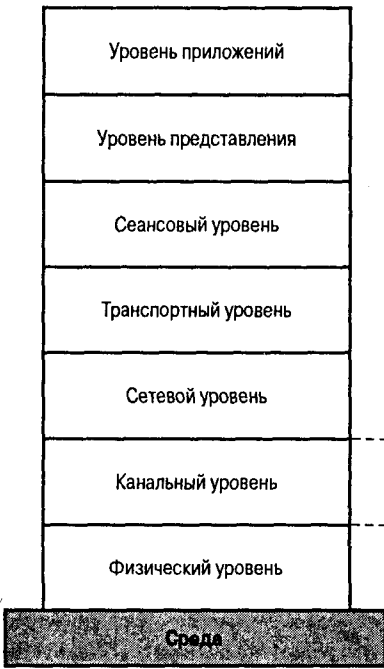 Уровень приложений
Уровень представления
Сеансовый уровень
Транспортный уровень
Сетевой уровень
Канальный уровень
Физический уровень
Среда